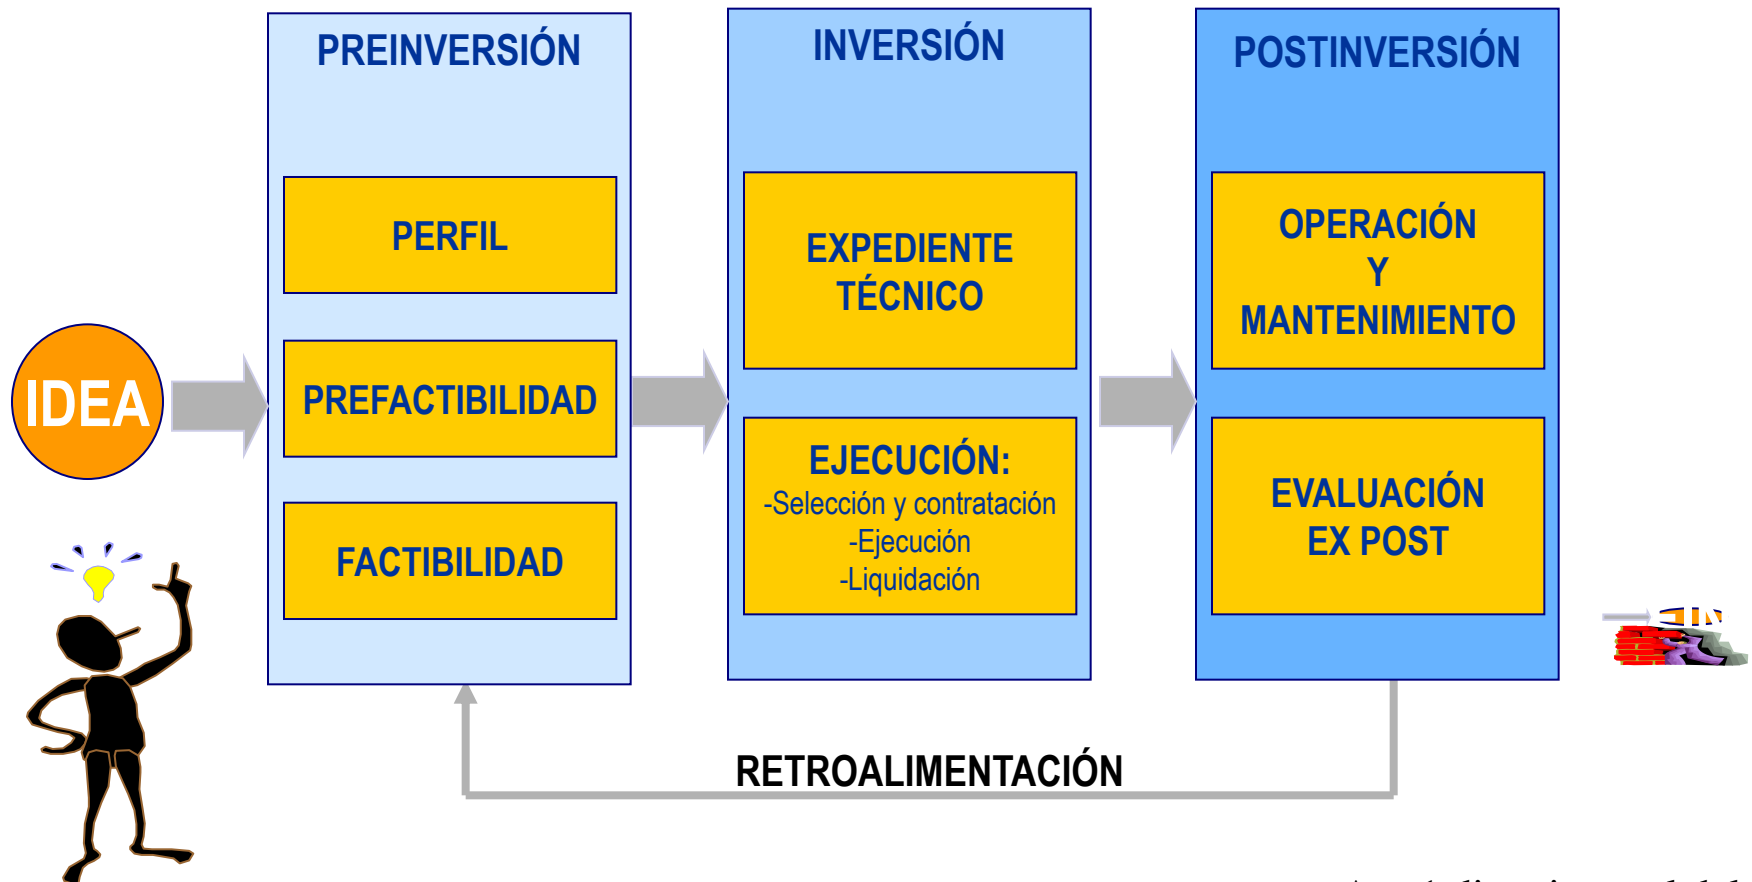 PREINVERSIÓN
PERFIL
PREFACTIBILIDAD
FACTIBILIDAD
INVERSIÓN
EXPEDIENTE
TÉCNICO
EJECUCIÓN:
-Selección y contratación
-Ejecución
-Liquidación
POSTINVERSIÓN
OPERACIÓN
Y
MANTENIMIENTO
EVALUACIÓN
EX POST
IDEA
RETROALIMENTACIÓN